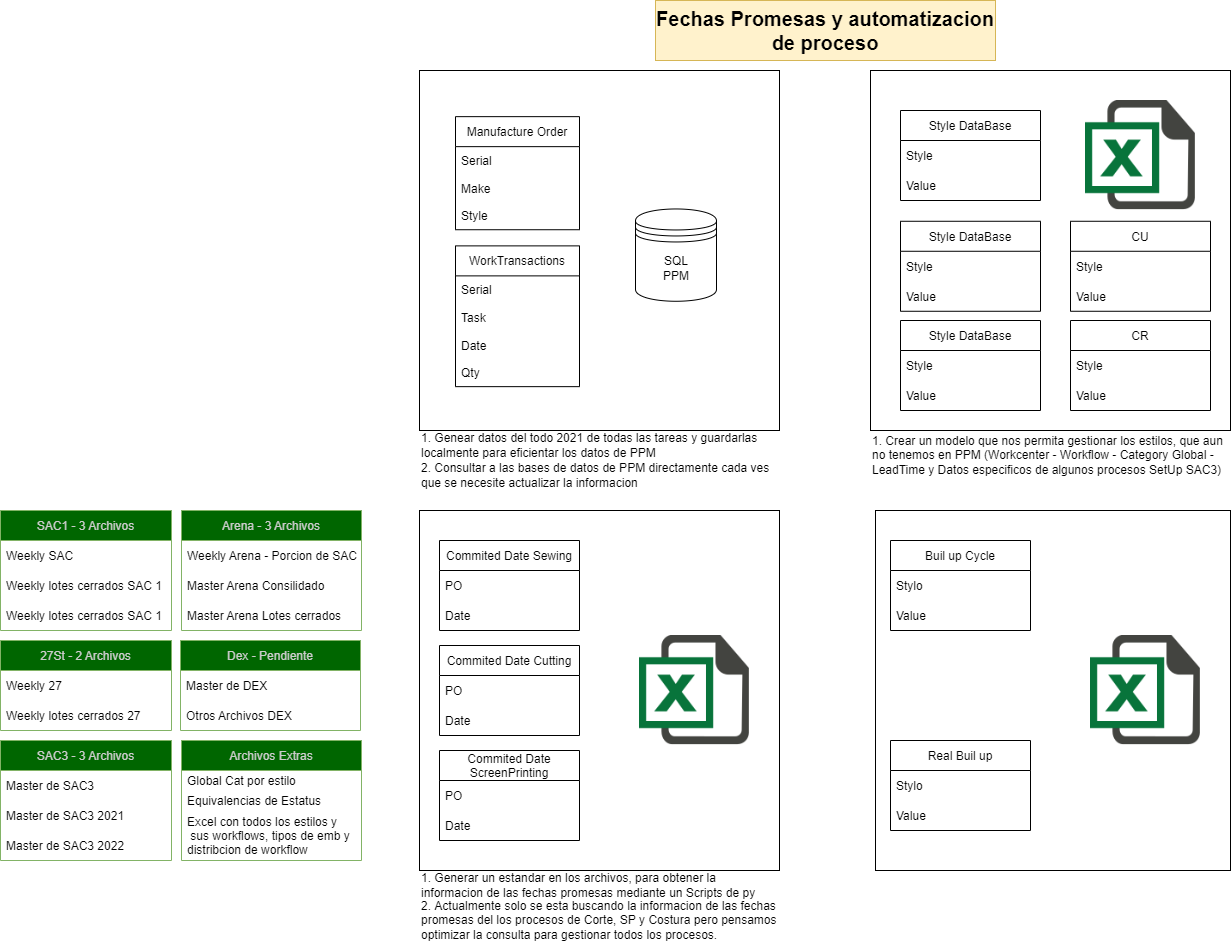 Fechas Promesas y automatizacion
de proceso
Manufacture Order
Serial
Make
Style
WorkTransactions
Serial
Task
Date
Qty
SQL
PPM
1. Genear datos del todo 2021 de todas las tareas y guardarlas
localmente para eficientar los datos de PPM
2. Consultar a las bases de datos de PPM directamente cada ves
que se necesite actualizar la informacion
Style DataBase
Style
Value
Style DataBase
Style
Value
CU
Style
Value
Style DataBase
Style
Value
CR
Style
Value
1. Crear un modelo que nos permita gestionar los estilos, que aun
no tenemos en PPM (Workcenter - Workflow - Category Global -
LeadTime y Datos especificos de algunos procesos SetUp SAC3)
SAC1 - 3 Archivos
Weekly SAC
Weekly lotes cerrados SAC 1
Weekly lotes cerrados SAC 1
Arena - 3 Archivos
Weekly Arena - Porcion de SAC
Master Arena Consilidado
Master Arena Lotes cerrados
27St - 2 Archivos
Weekly 27
Weekly lotes cerrados 27
Dex - Pendiente
Master de DEX
Otros Archivos DEX
SAC3 - 3 Archivos
Master de SAC3
Master de SAC3 2021
Master de SAC3 2022
Archivos Extras
Global Cat por estilo
Equivalencias de Estatus
Excel con todos los estilos y
sus workflows, tipos de emb y
distribcion de workflow
Commited Date Sewing
PO
Date
Commited Date Cutting
PO
Date
Commited Date
ScreenPrinting
PO
Date
1. Generar un estandar en los archivos, para obtener la
informacion de las fechas promesas mediante un Scripts de py
2. Actualmente solo se esta buscando la informacion de las fechas
promesas del los procesos de Corte, SP y Costura pero pensamos
optimizar la consulta para gestionar todos los procesos.
Buil up Cycle
Stylo
Value
Real Buil up
Stylo
Value